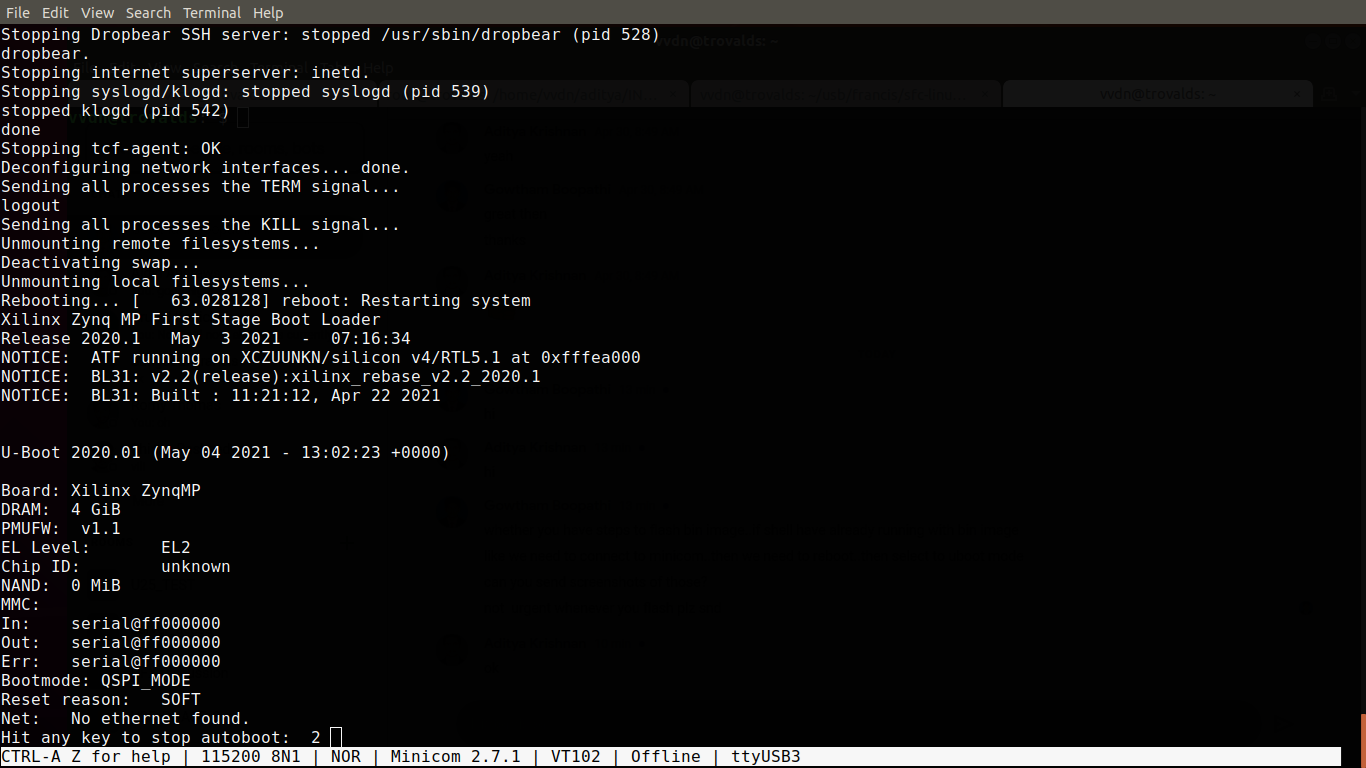 File Edit View Search Terminal Help
Stopping Dropbear SSH server: stopped /usr/sbin/dropbear (pid 528)
dropbear.
Stopping internet superserver: inetd.
Stopping syslogd/klogd: stopped syslogd (pid 539)
stopped klogd (pid 542)
done
Stopping tcf-agent: OK
Deconfiguring network interfaces... done.
Sending all processes the TERM signal...
logout
Sending all processes the KILL signal...
Unmounting remote filesystems...
Deactivating swap...
Unmounting local filesystems...
Rebooting... [   63.028128] reboot: Restarting system
Xilinx Zynq MP First Stage Boot Loader
Release 2020.1   May  3 2021  -  07:16:34
NOTICE:  ATF running on XCZUUNKN/silicon v4/RTL5.1 at 0xfffea000
NOTICE:  BL31: v2.2(release):xilinx_rebase_v2.2_2020.1
NOTICE:  BL31: Built : 11:21:12, Apr 22 2021
U-Boot 2020.01 (May 04 2021 - 13:02:23 +0000)
Board: Xilinx ZynqMP
DRAM:  4 GiB
PMUFW:  v1.1
EL Level:       EL2
Chip ID:        unknown
NAND:  0 MiB
MMC:
In:    serial@ff000000
Out:   serial@ff000000
Err:   serial@ff000000
Bootmode: QSPI_MODE
Reset reason:   SOFT
Net:   No ethernet found.
Hit any key to stop autoboot:  2
CTRL-A Z for help | 115200 8N1 | NOR | Minicom 2.7.1 | VT102 | Offline | ttyUSB3